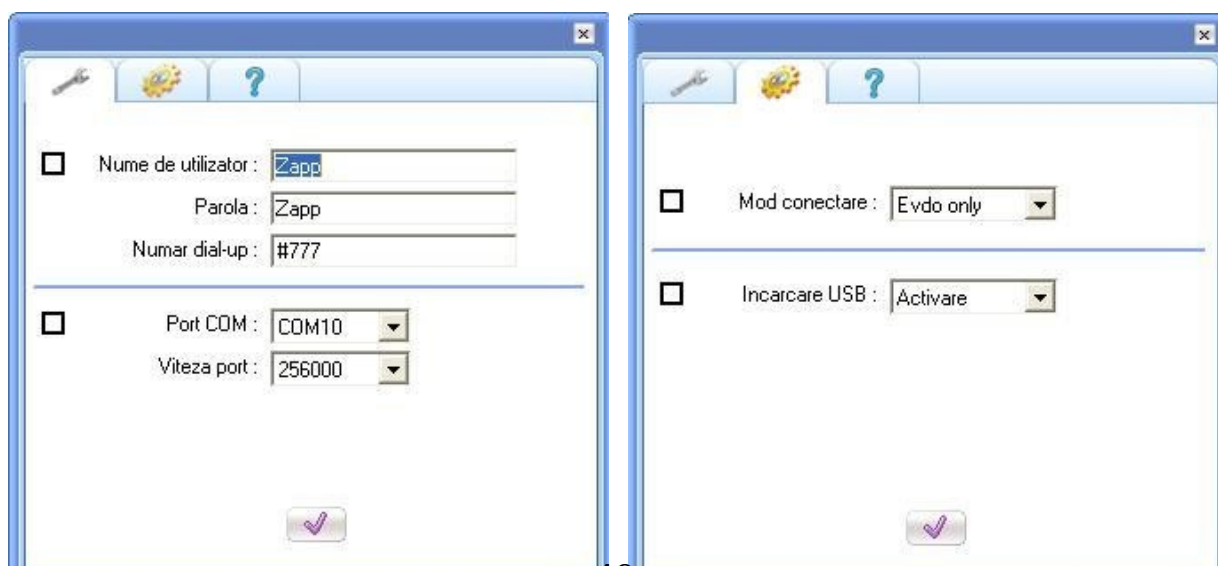 Nume de utilizator : Zapp
Parola : Zapp
Numar dial-up : #777
Port COM : COM10
Viteza port : 256000
Mod conectare : Evdo only
Incarcare USB : Activare